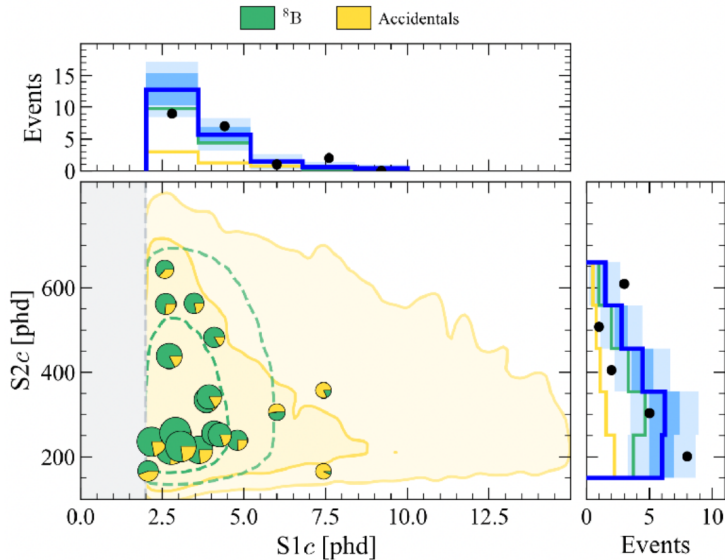 ⁸B Accidentals
Events
15
10
5
0
S2c [phd]
600
400
200
0.0 2.5 5.0 7.5 10.0 12.5
S1c [phd]
0 5 10
Events